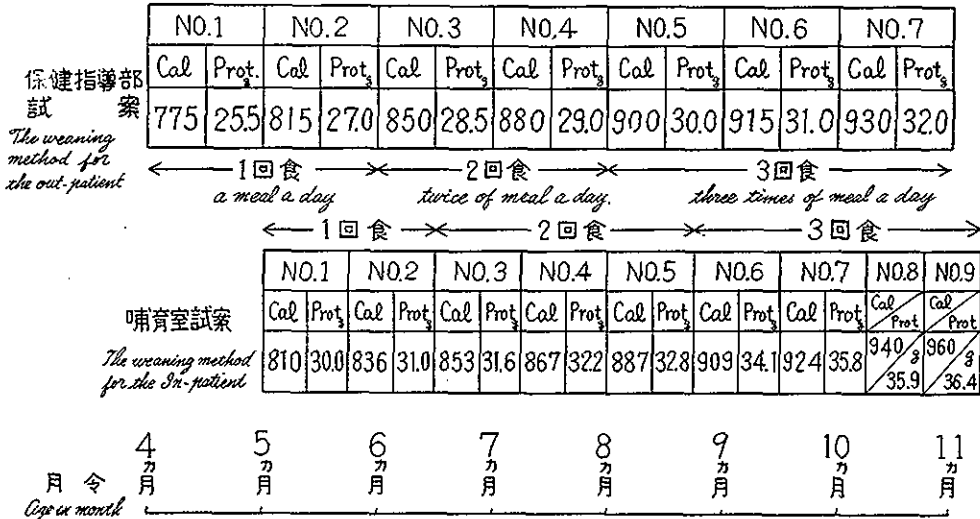 NO.1 NO.2 NO.3 NO.4 NO.5 NO.6 NO.7
保健指導部
試案
The weaning
method for
the out-patient
Cal Prot.g Cal Prot.g Cal Prot.g Cal Prot.g Cal Prot.g Cal Prot.g Cal Prot.g
775 25.5 815 27.0 850 28.5 880 29.0 900 30.0 915 31.0 930 32.0
1回食 2回食 3回食
a meal a day twice of meal a day. three times of meal a day
1回食 2回食 3回食
NO.1 NO.2 NO.3 NO.4 NO.5 NO.6 NO.7 NO.8 NO.9
哺育室試案
The weaning method
for the In-patient
Cal Prot.g Cal Prot.g Cal Prot.g Cal Prot.g Cal Prot.g Cal Prot.g Cal Prot.g Cal Prot Cal Prot
810 30.0 836 31.0 853 31.6 867 32.2 887 32.8 909 34.1 924 35.8 940 g 35.9 960 g 36.4
4ヵ月 5ヵ月 6ヵ月 7ヵ月 8ヵ月 9ヵ月 10ヵ月 11ヵ月
月令
Age in month